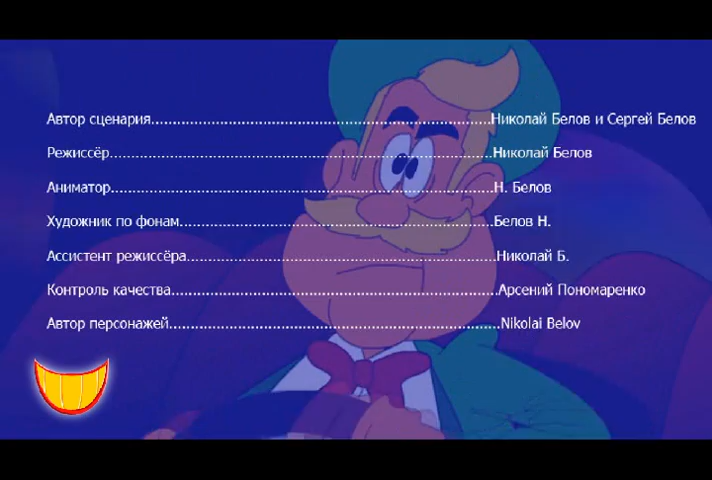 Автор сценария.......................................................Николай Белов и Сергей Белов
Режиссёр..............................................................Николай Белов
Аниматор..............................................................Н. Белов
Художник по фонам....................................................Белов Н.
Ассистент режиссёра..................................................Николай Б.
Контроль качества.....................................................Арсений Пономаренко
Автор персонажей......................................................Nikolai Belov